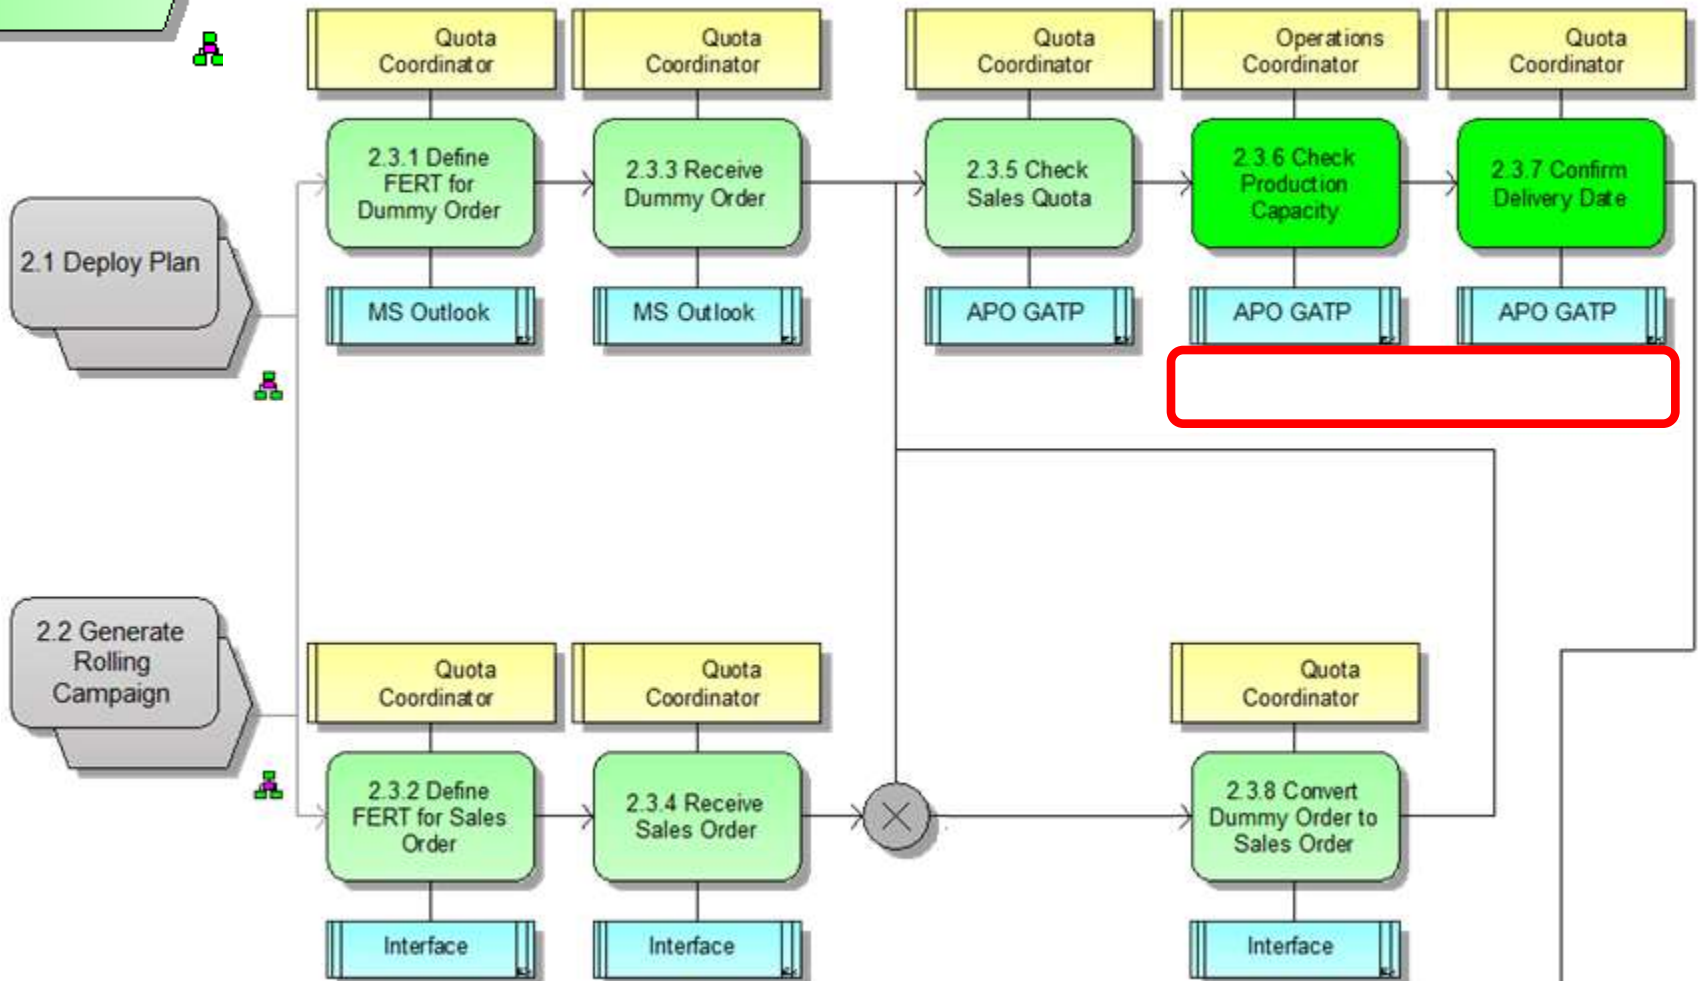 Quota
Coordinator
Quota
Coordinator
Quota
Coordinator
Operations
Coordinator
Quota
Coordinator
2.3.1 Define
FERT for
Dummy Order
2.3.3 Receive
Dummy Order
2.3.5 Check
Sales Quota
2.3.6 Check
Production
Capacity
2.3.7 Confirm
Delivery Date
2.1 Deploy Plan
MS Outlook
MS Outlook
APO GATP
APO GATP
APO GATP
2.2 Generate
Rolling
Campaign
Quota
Coordinator
Quota
Coordinator
Quota
Coordinator
2.3.2 Define
FERT for Sales
Order
2.3.4 Receive
Sales Order
2.3.8 Convert
Dummy Order to
Sales Order
Interface
Interface
Interface